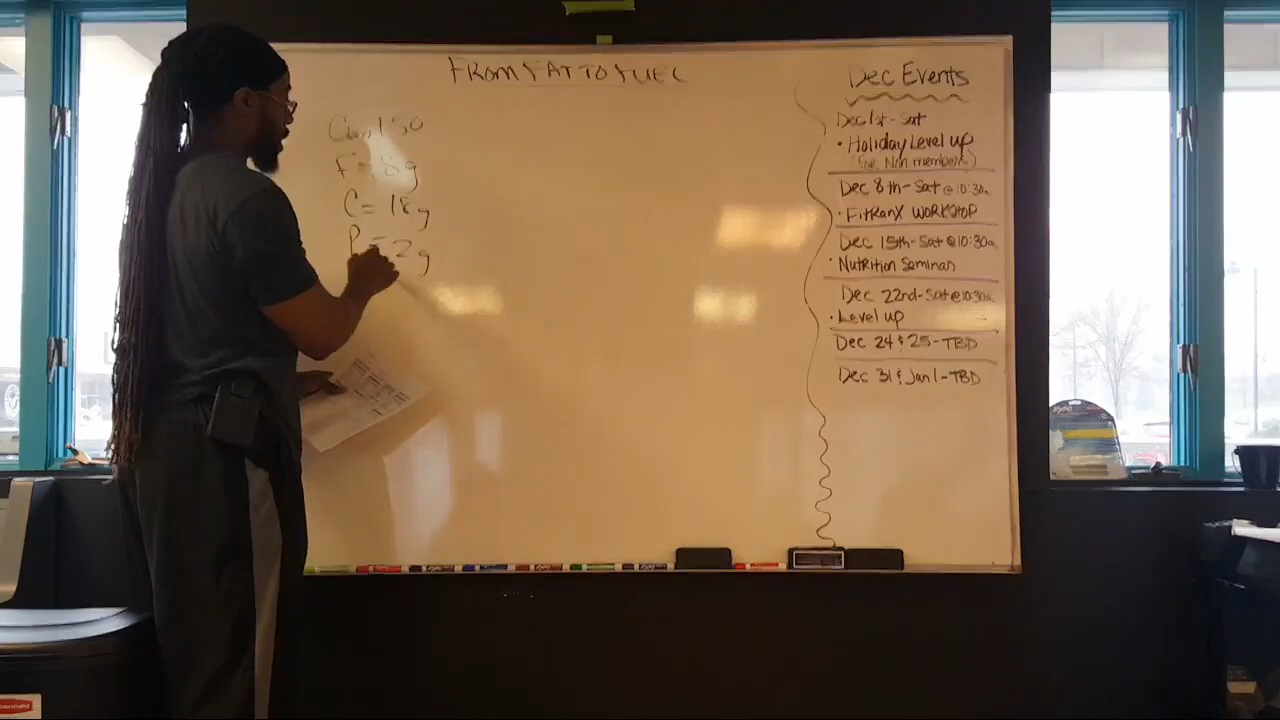 FROM FAT TO FUEL
150
F = 8g
C = 18g
P = 2g
Dec Events
Dec 1st - Sat
• Holiday Level up
(For Non members)
Dec 8th - Sat @ 10:30a
• FitRanX WORKSHOP
Dec 15th - Sat @ 10:30a
• Nutrition Seminar
Dec 22nd - Sat @ 10:30a
• Level up
Dec 24 & 25 - TBD
Dec 31 & Jan 1 - TBD
EXPO